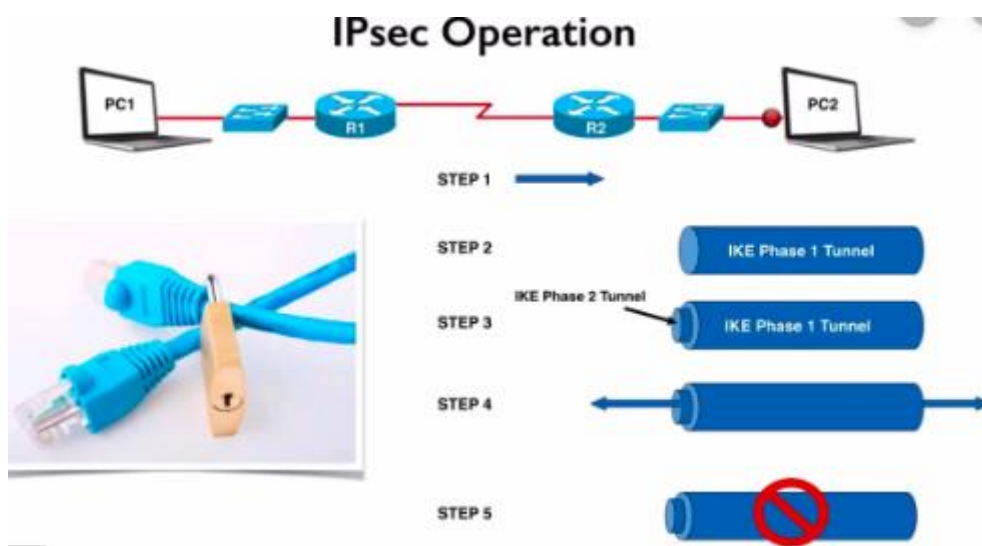 IPsec Operation
PC1
R1
R2
PC2
STEP 1
STEP 2
IKE Phase 1 Tunnel
IKE Phase 2 Tunnel
STEP 3
IKE Phase 1 Tunnel
STEP 4
STEP 5